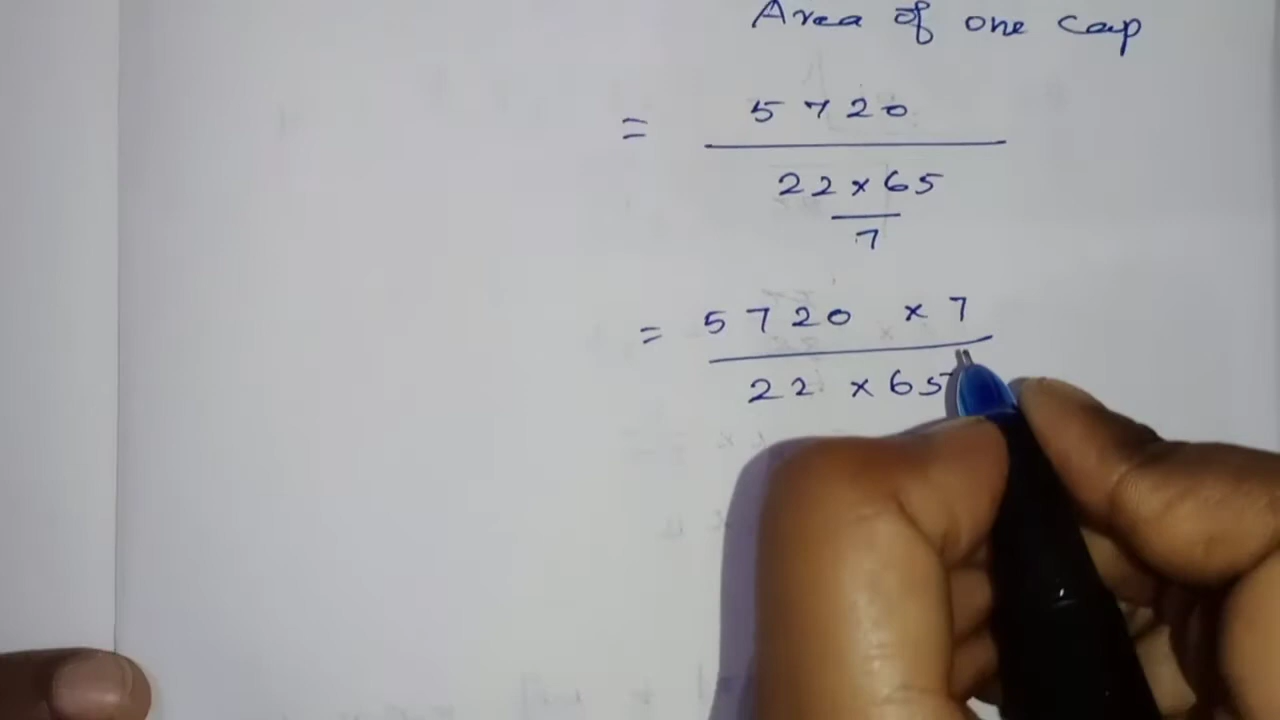 Area of one Cap
= 5720
22 × 65
7
= 5720 × 7
22 × 65